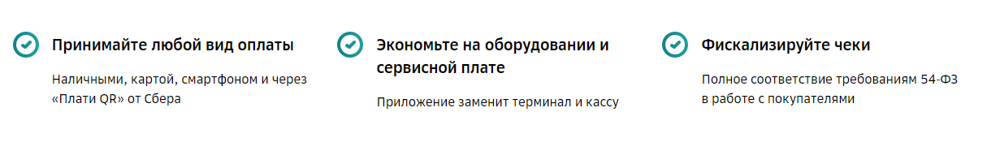 Принимайте любой вид оплаты
Наличными, картой, смартфоном и через
«Плати QR» от Сбера
Экономьте на оборудовании и
сервисной плате
Приложение заменит терминал и кассу
Фискализируйте чеки
Полное соответствие требованиям 54-ФЗ
в работе с покупателями